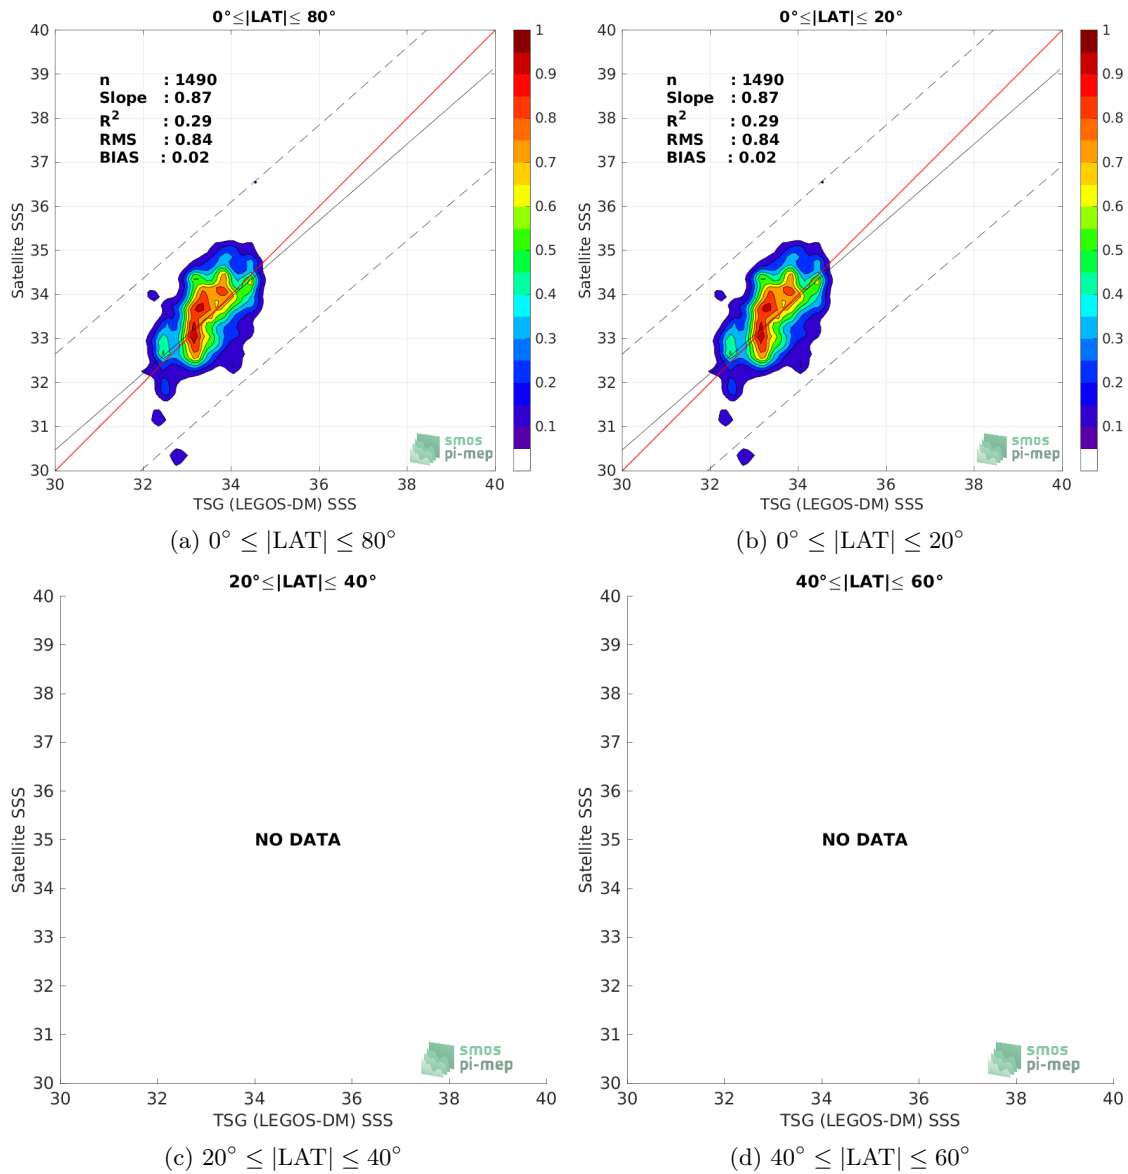 0°≤|LAT|≤ 80°
40
39
38
37
36
35
34
33
32
31
30
Satellite SSS
n : 1490
Slope : 0.87
R² : 0.29
RMS : 0.84
BIAS : 0.02
smos
pi-mep
30 32 34 36 38 40
TSG (LEGOS-DM) SSS
1
0.9
0.8
0.7
0.6
0.5
0.4
0.3
0.2
0.1
(a) 0° ≤ |LAT| ≤ 80°
0°≤|LAT|≤ 20°
40
39
38
37
36
35
34
33
32
31
30
Satellite SSS
n : 1490
Slope : 0.87
R² : 0.29
RMS : 0.84
BIAS : 0.02
smos
pi-mep
30 32 34 36 38 40
TSG (LEGOS-DM) SSS
1
0.9
0.8
0.7
0.6
0.5
0.4
0.3
0.2
0.1
(b) 0° ≤ |LAT| ≤ 20°
20°≤|LAT|≤ 40°
40
39
38
37
36
35
34
33
32
31
30
Satellite SSS
NO DATA
smos
pi-mep
30 32 34 36 38 40
TSG (LEGOS-DM) SSS
(c) 20° ≤ |LAT| ≤ 40°
40°≤|LAT|≤ 60°
40
39
38
37
36
35
34
33
32
31
30
Satellite SSS
NO DATA
smos
pi-mep
30 32 34 36 38 40
TSG (LEGOS-DM) SSS
(d) 40° ≤ |LAT| ≤ 60°